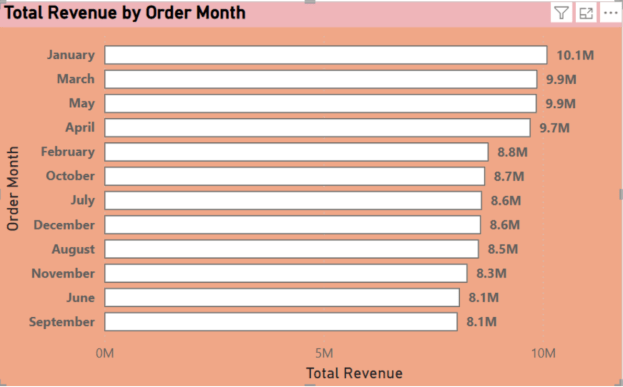 Total Revenue by Order Month
Order Month
January 10.1M
March 9.9M
May 9.9M
April 9.7M
February 8.8M
October 8.7M
July 8.6M
December 8.6M
August 8.5M
November 8.3M
June 8.1M
September 8.1M
0M 5M 10M
Total Revenue